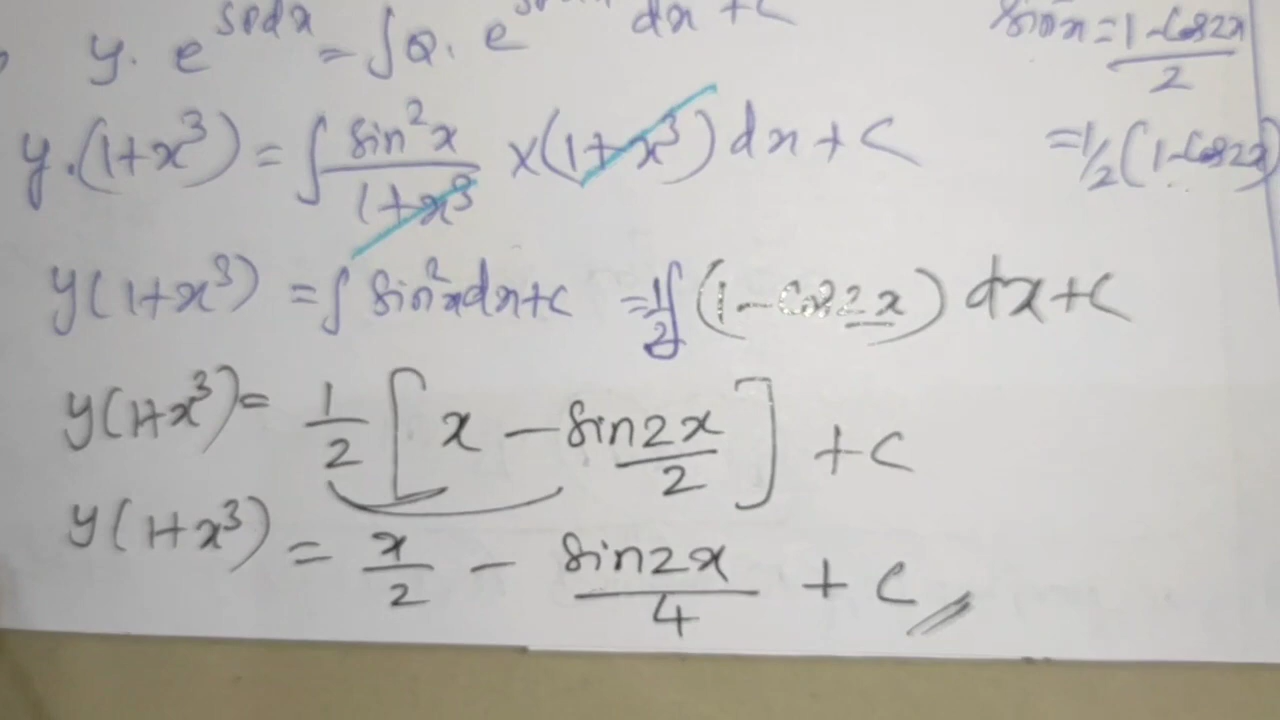 y. e^∫Pdx = ∫Q. e^∫Pdx dx + C
sin²x = 1-Cos2x / 2
y.(1+x³) = ∫ sin²x / 1+x³ x(1+x³) dx + C
= 1/2 (1-Cos2x)
y(1+x³) = ∫ sin²x dx+c = 1/2 ∫ (1-Cos2x) dx+c
y(1+x³) = 1/2 [ x - sin2x / 2 ] + c
y(1+x³) = x/2 - sin2x / 4 + c //